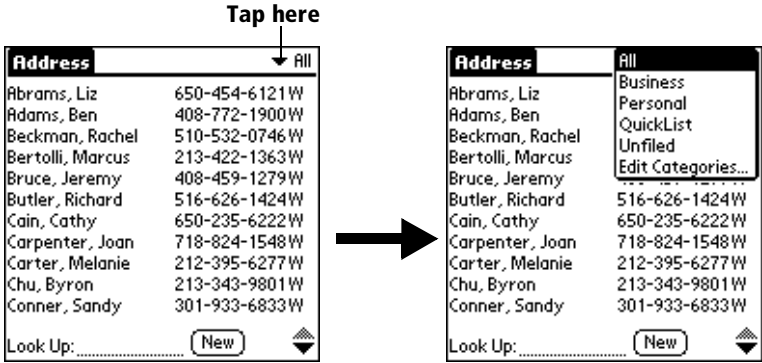 Tap here
Address All
Abrams, Liz 650-454-6121W
Adams, Ben 408-772-1900W
Beckman, Rachel 510-532-0746W
Bertolli, Marcus 213-422-1363W
Bruce, Jeremy 408-459-1279W
Butler, Richard 516-626-1424W
Cain, Cathy 650-235-6222W
Carpenter, Joan 718-824-1548W
Carter, Melanie 212-395-6277W
Chu, Byron 213-343-9801W
Conner, Sandy 301-933-6833W
Look Up: New
Address All
Abrams, Liz Business
Adams, Ben Personal
Beckman, Rachel QuickList
Bertolli, Marcus Unfiled
Bruce, Jeremy Edit Categories...
Butler, Richard 516-626-1424W
Cain, Cathy 650-235-6222W
Carpenter, Joan 718-824-1548W
Carter, Melanie 212-395-6277W
Chu, Byron 213-343-9801W
Conner, Sandy 301-933-6833W
Look Up: New